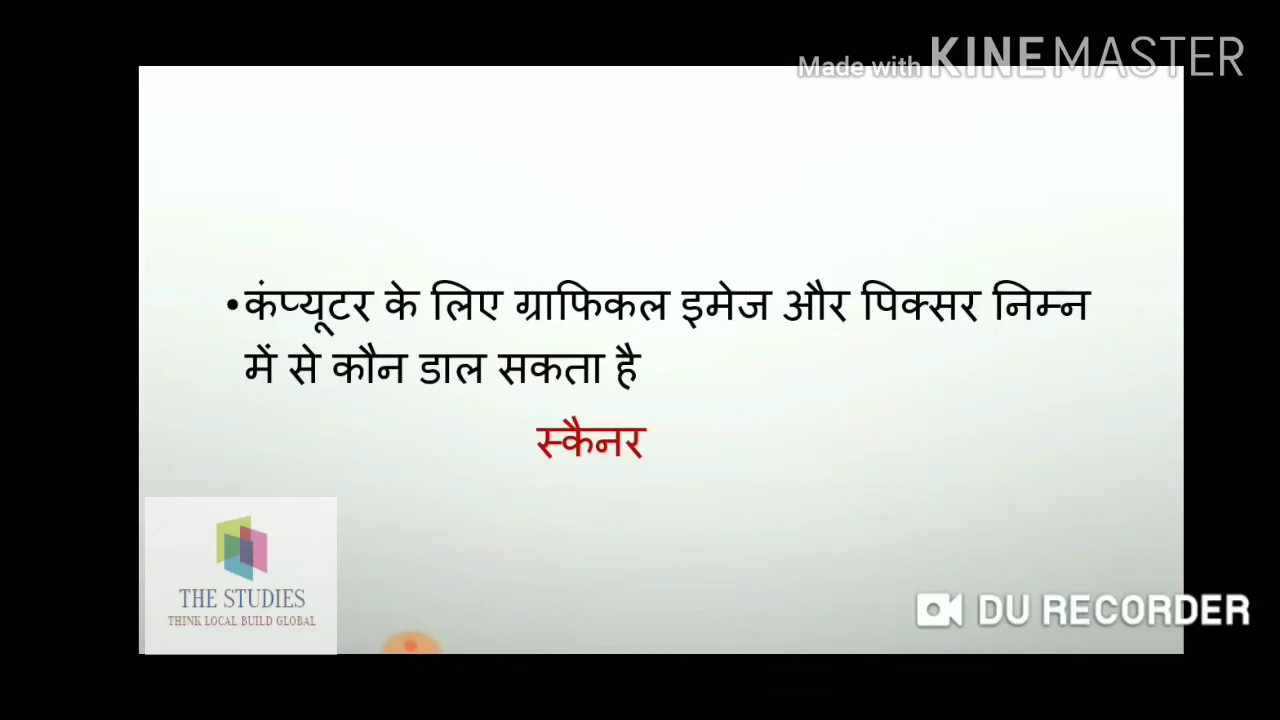 Made with KINEMASTER
•कंप्यूटर के लिए ग्राफिकल इमेज और पिक्सर निम्न
में से कौन डाल सकता है
स्कैनर
THE STUDIES
THINK LOCAL BUILD GLOBAL
DU RECORDER